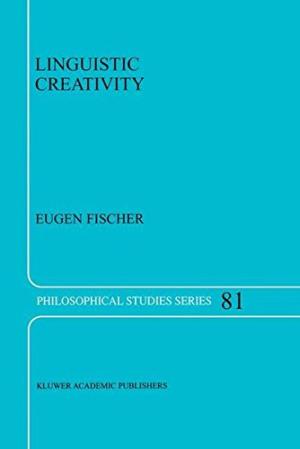 LINGUISTIC
CREATIVITY
EUGEN FISCHER
PHILOSOPHICAL STUDIES SERIES 81
KLUWER ACADEMIC PUBLISHERS